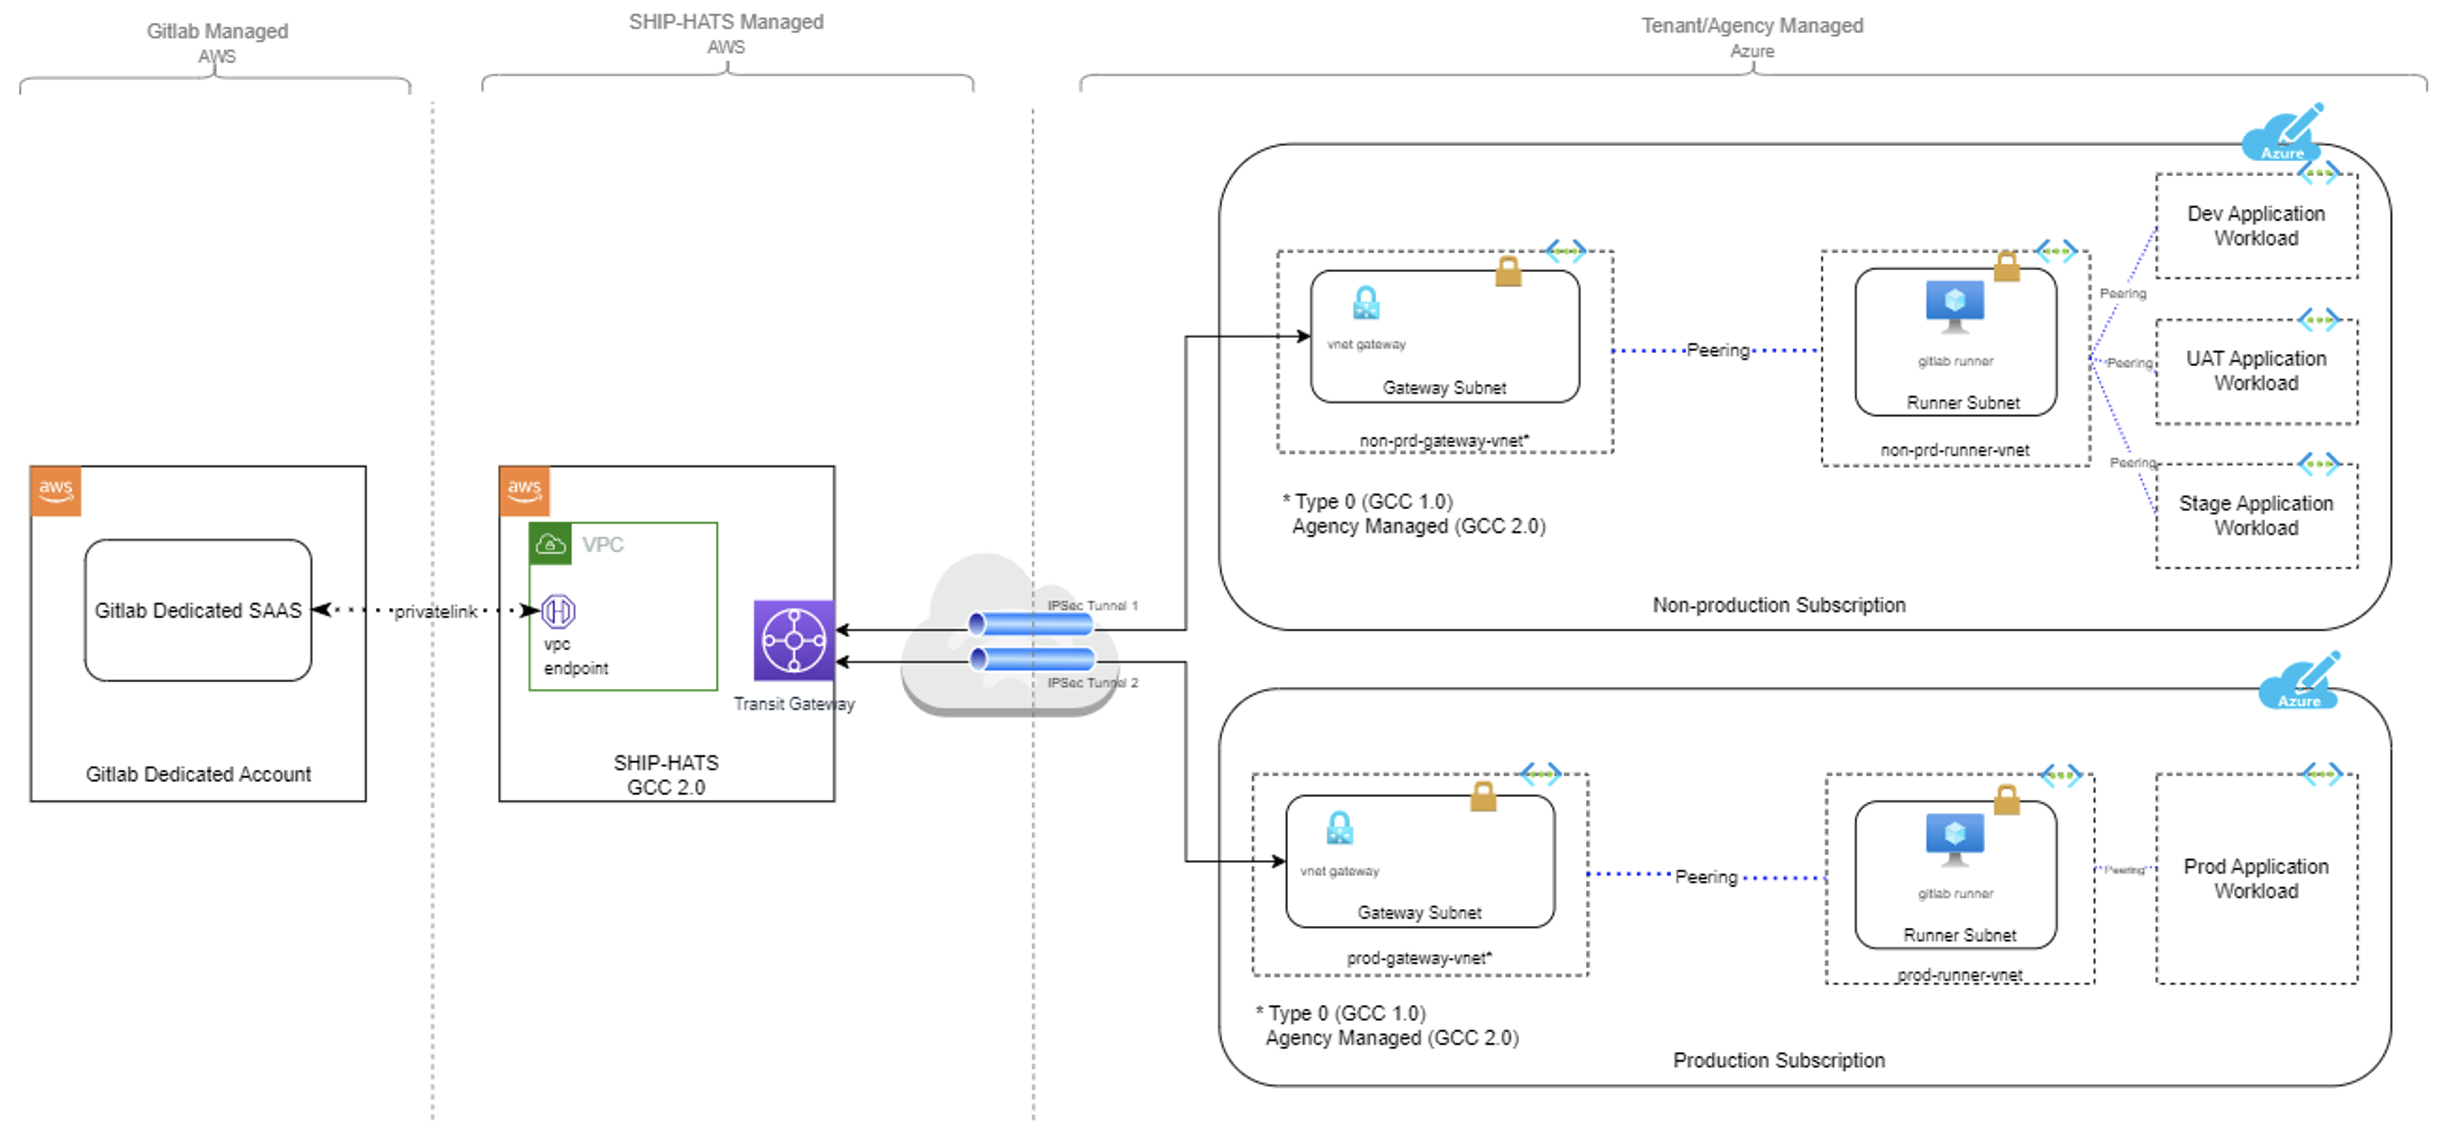 Gitlab Managed
AWS
SHIP-HATS Managed
AWS
Tenant/Agency Managed
Azure
aws
Gitlab Dedicated SAAS
Gitlab Dedicated Account
privatelink
aws
VPC
vpc
endpoint
Transit Gateway
SHIP-HATS
GCC 2.0
IPSec Tunnel 1
IPSec Tunnel 2
Azure
vnet gateway
Gateway Subnet
non-prd-gateway-vnet*
* Type 0 (GCC 1.0)
Agency Managed (GCC 2.0)
Peering
gitlab runner
Runner Subnet
non-prd-runner-vnet
Peering
Peering
Peering
Dev Application
Workload
UAT Application
Workload
Stage Application
Workload
Non-production Subscription
Azure
vnet gateway
Gateway Subnet
prod-gateway-vnet*
* Type 0 (GCC 1.0)
Agency Managed (GCC 2.0)
Peering
gitlab runner
Runner Subnet
prod-runner-vnet
Peering
Prod Application
Workload
Production Subscription